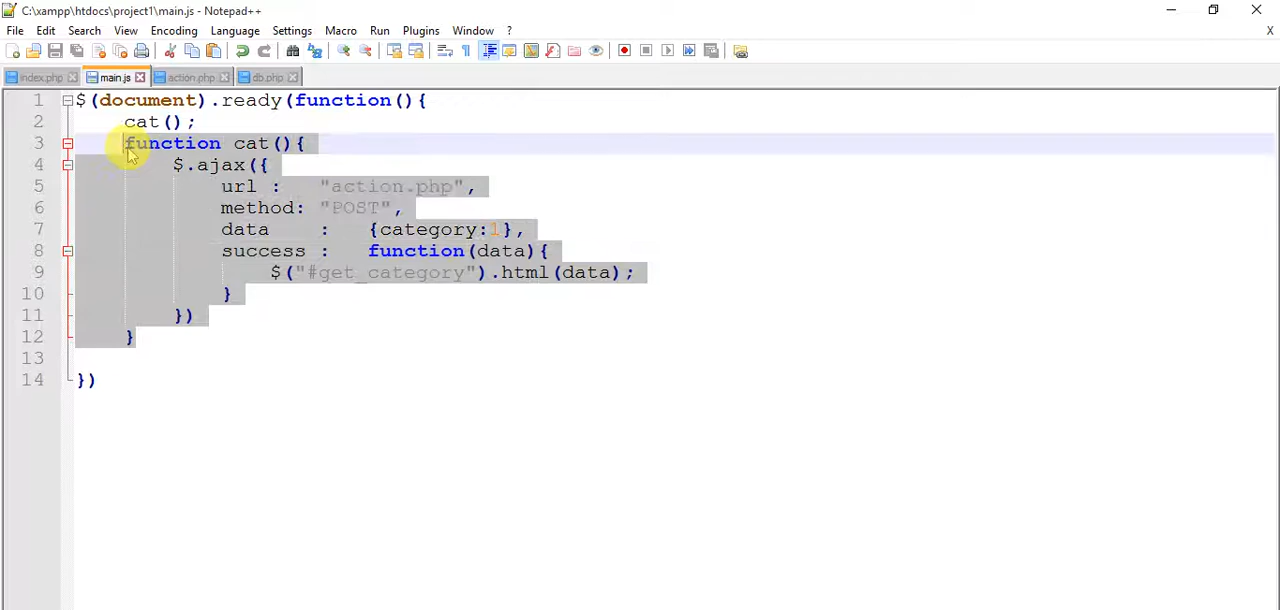 C:\xampp\htdocs\project1\main.js - Notepad++
File Edit Search View Encoding Language Settings Macro Run Plugins Window ? X
index.php main.js action.php db.php
1 $(document).ready(function(){
2 cat();
3 function cat(){
4 $.ajax({
5 url : "action.php",
6 method: "POST",
7 data : {category:1},
8 success : function(data){
9 $("#get_category").html(data);
10 }
11 })
12 }
13
14 })